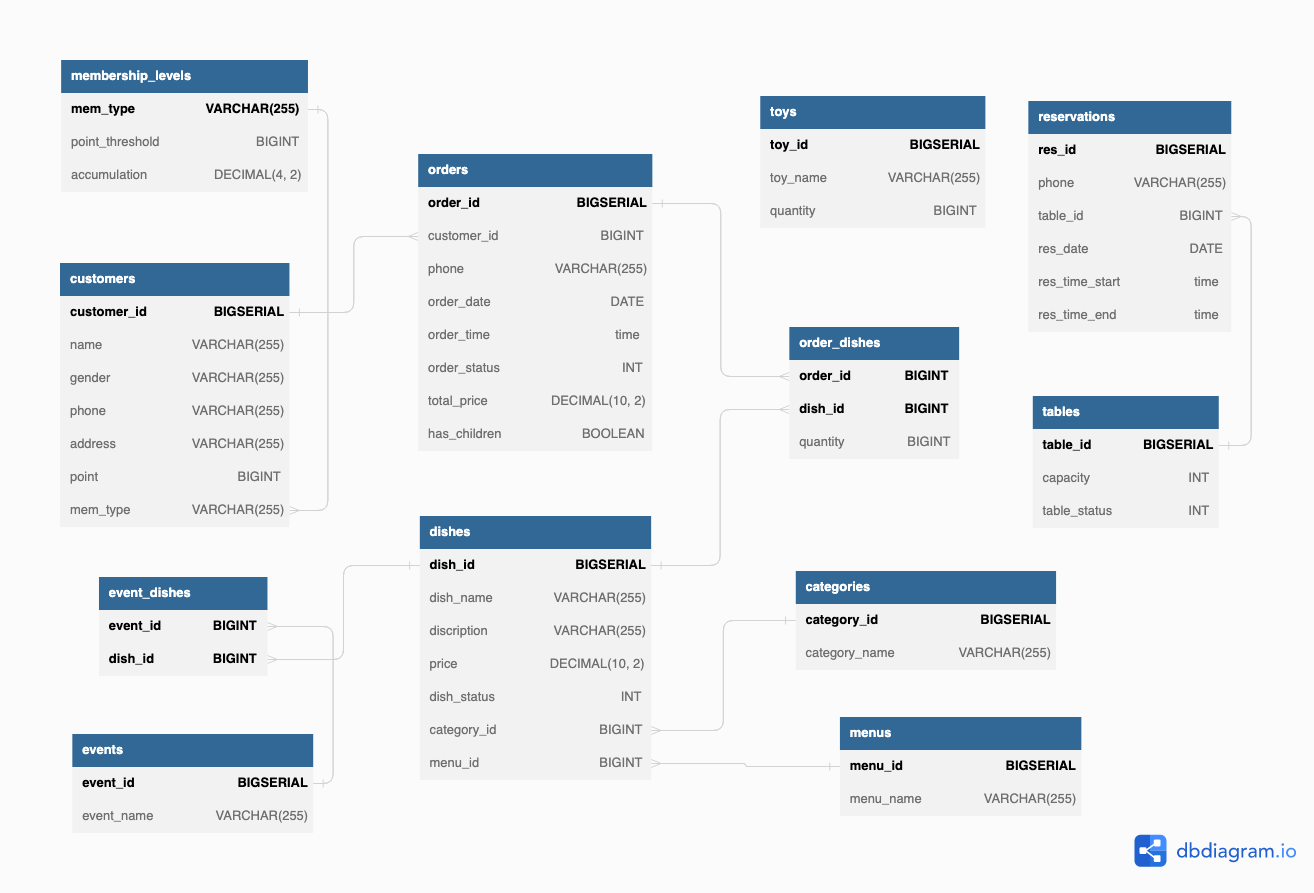 membership_levels
mem_type VARCHAR(255)
point_threshold BIGINT
accumulation DECIMAL(4, 2)
customers
customer_id BIGSERIAL
name VARCHAR(255)
gender VARCHAR(255)
phone VARCHAR(255)
address VARCHAR(255)
point BIGINT
mem_type VARCHAR(255)
event_dishes
event_id BIGINT
dish_id BIGINT
events
event_id BIGSERIAL
event_name VARCHAR(255)
orders
order_id BIGSERIAL
customer_id BIGINT
phone VARCHAR(255)
order_date DATE
order_time time
order_status INT
total_price DECIMAL(10, 2)
has_children BOOLEAN
dishes
dish_id BIGSERIAL
dish_name VARCHAR(255)
discription VARCHAR(255)
price DECIMAL(10, 2)
dish_status INT
category_id BIGINT
menu_id BIGINT
toys
toy_id BIGSERIAL
toy_name VARCHAR(255)
quantity BIGINT
order_dishes
order_id BIGINT
dish_id BIGINT
quantity BIGINT
categories
category_id BIGSERIAL
category_name VARCHAR(255)
menus
menu_id BIGSERIAL
menu_name VARCHAR(255)
reservations
res_id BIGSERIAL
phone VARCHAR(255)
table_id BIGINT
res_date DATE
res_time_start time
res_time_end time
tables
table_id BIGSERIAL
capacity INT
table_status INT
dbdiagram.io